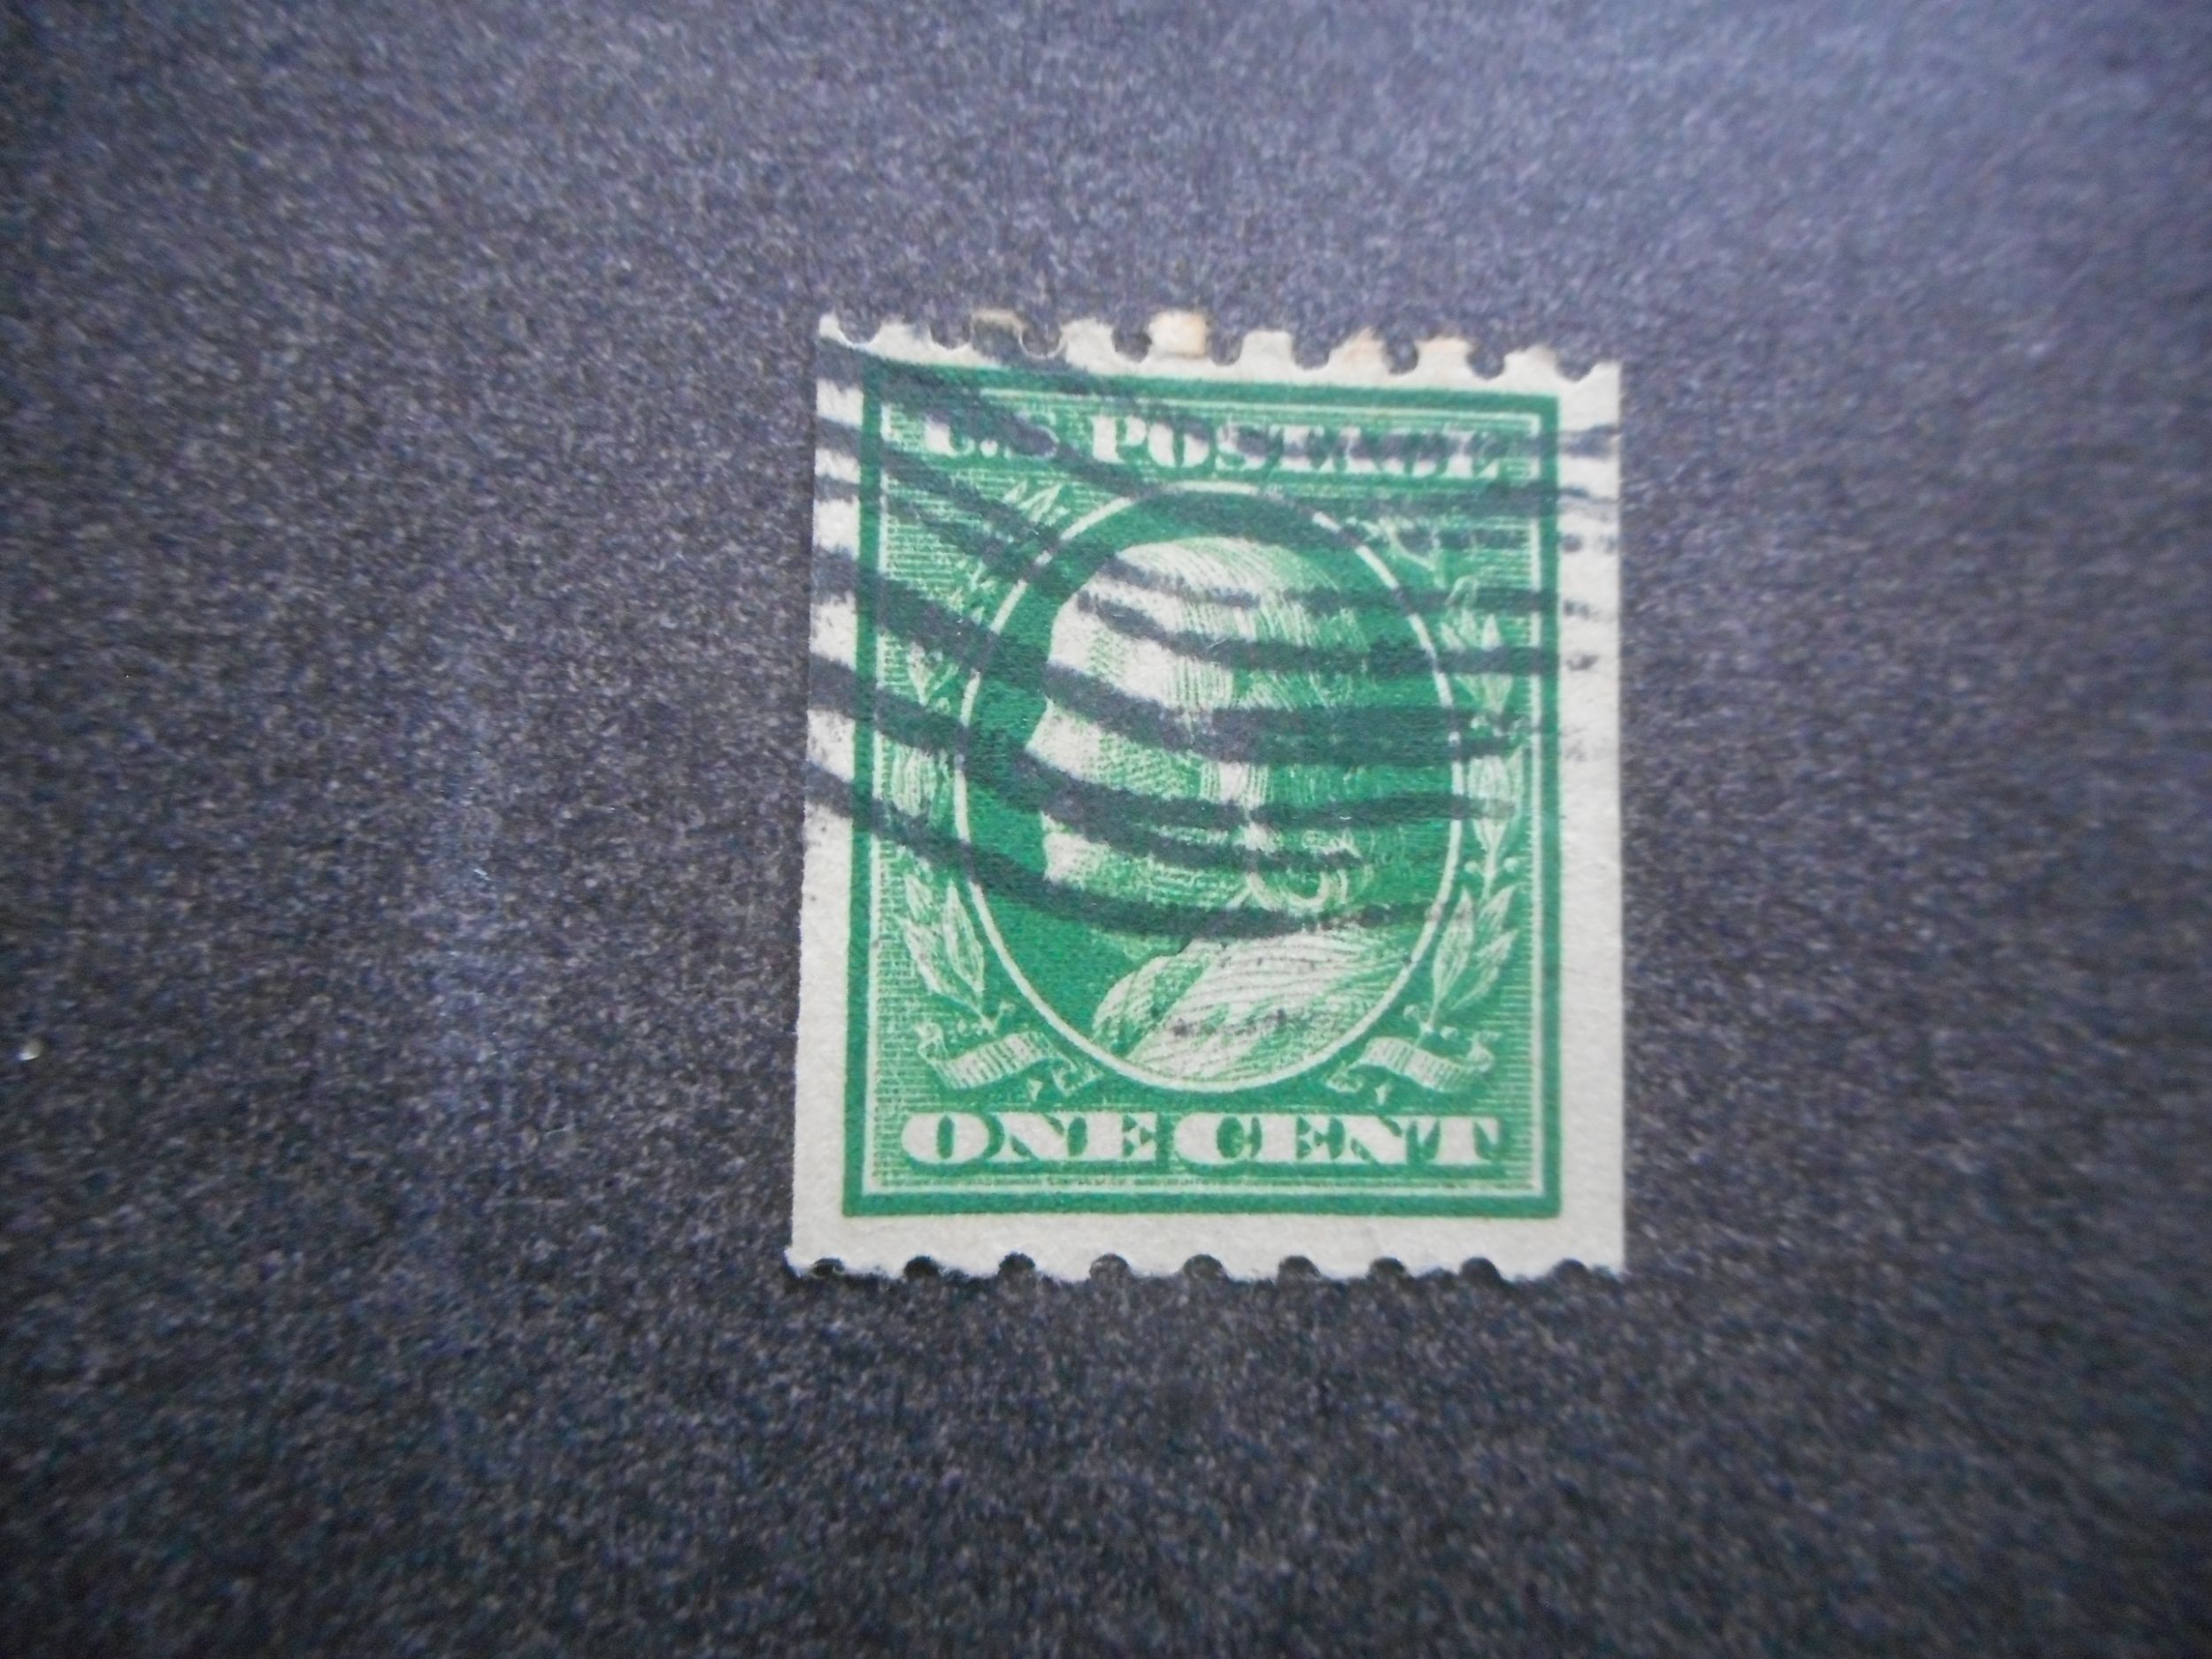 U.S. POSTAGE
ONE CENT